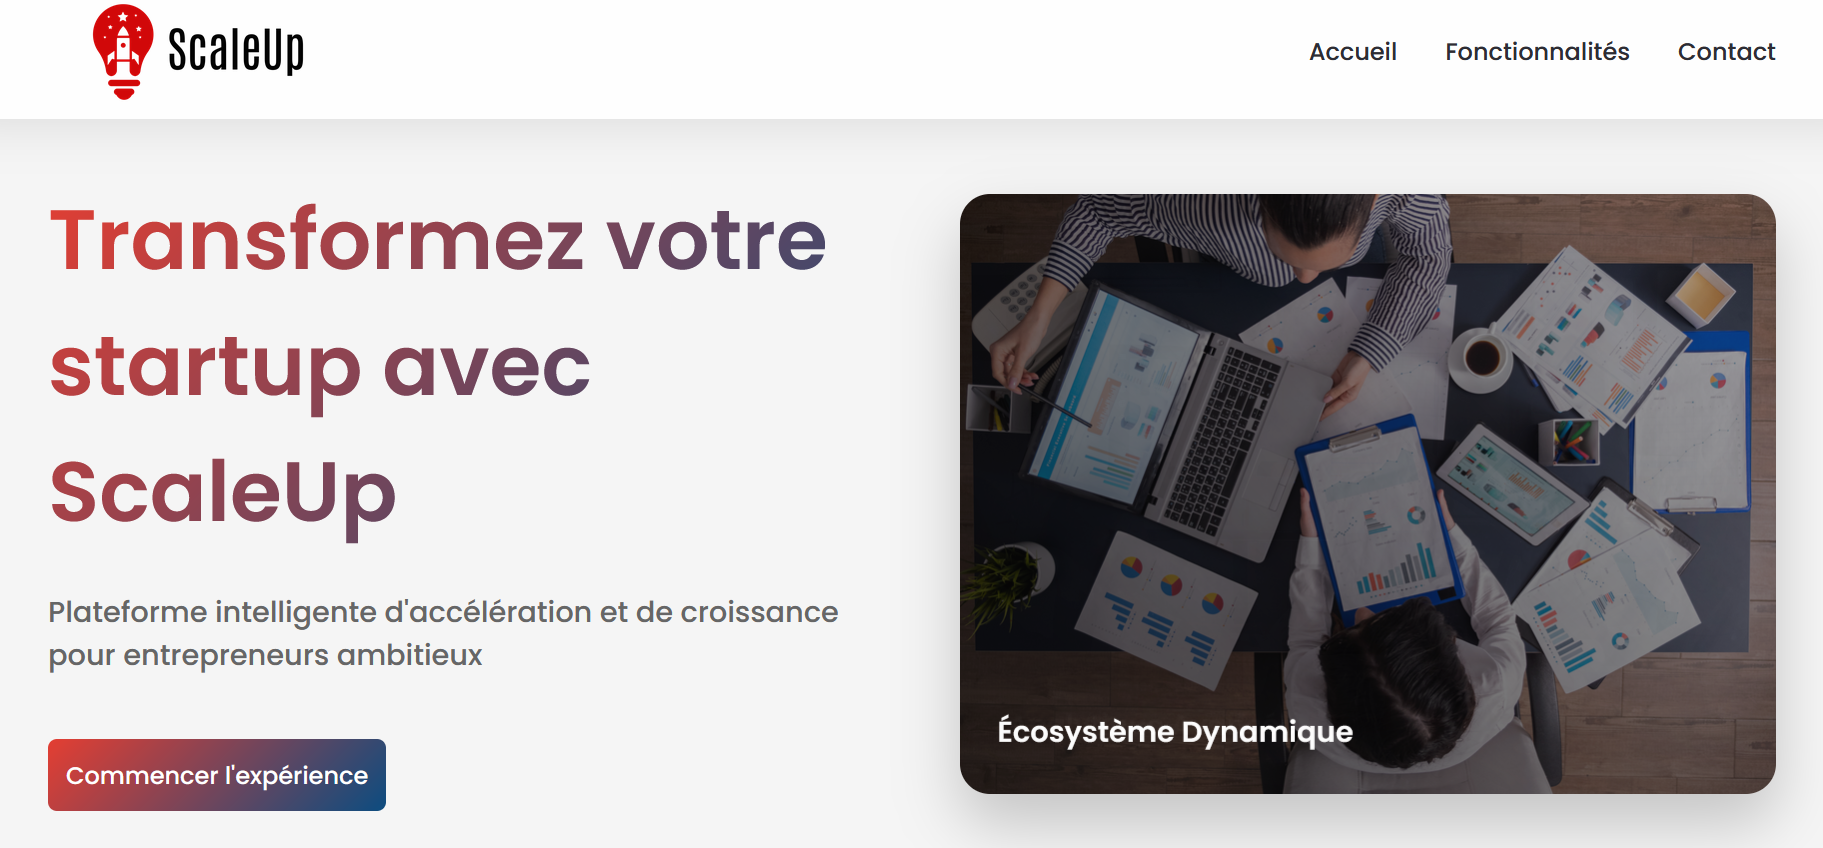 ScaleUp
Accueil Fonctionnalités Contact
Transformez votre
startup avec
ScaleUp
Plateforme intelligente d'accélération et de croissance
pour entrepreneurs ambitieux
Commencer l'expérience
Écosystème Dynamique